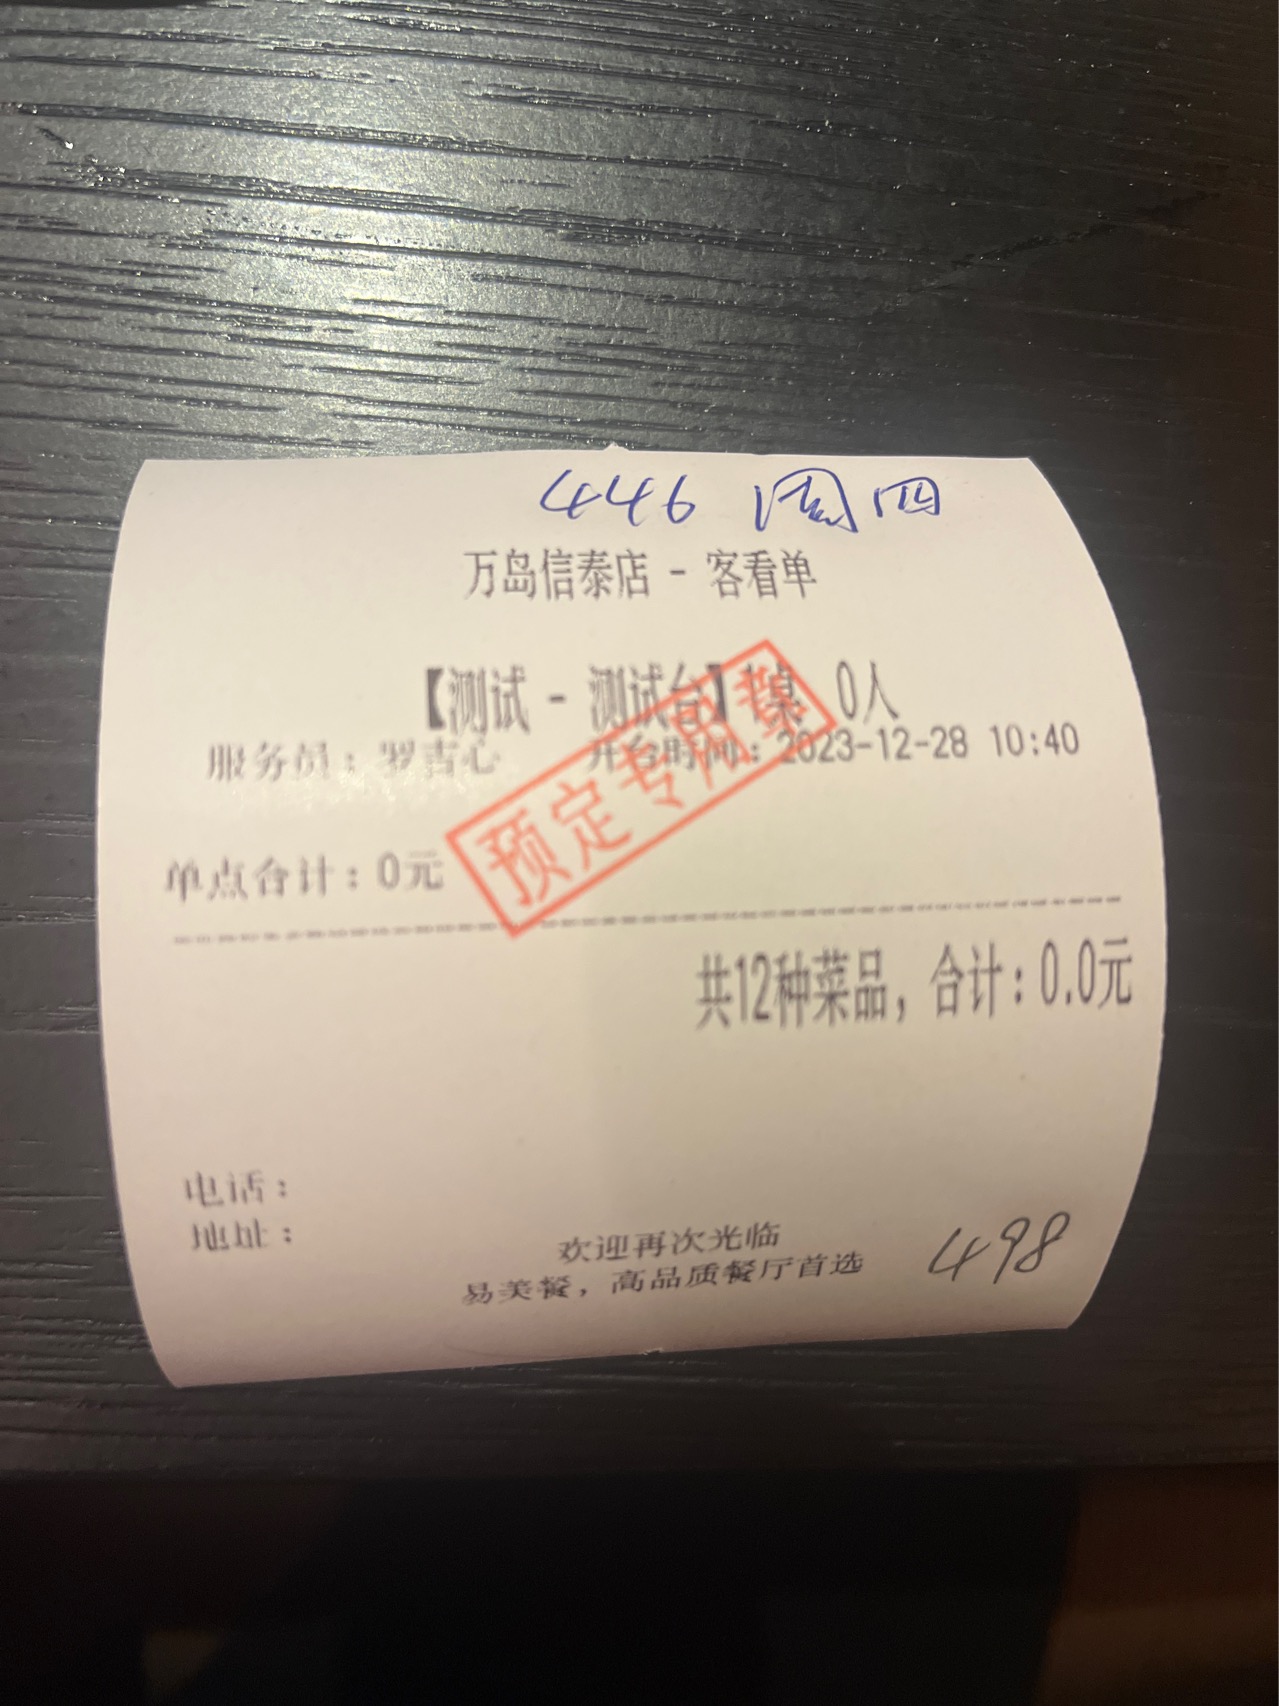 446 周四
万岛信泰店 - 客看单
【测试 - 测试台】桌 0人
服务员：罗吉心 开台时间：2023-12-28 10:40
预定专用章
单点合计：0元
共12种菜品，合计：0.0元
电话：
地址：
欢迎再次光临
易美餐，高品质餐厅首选
498